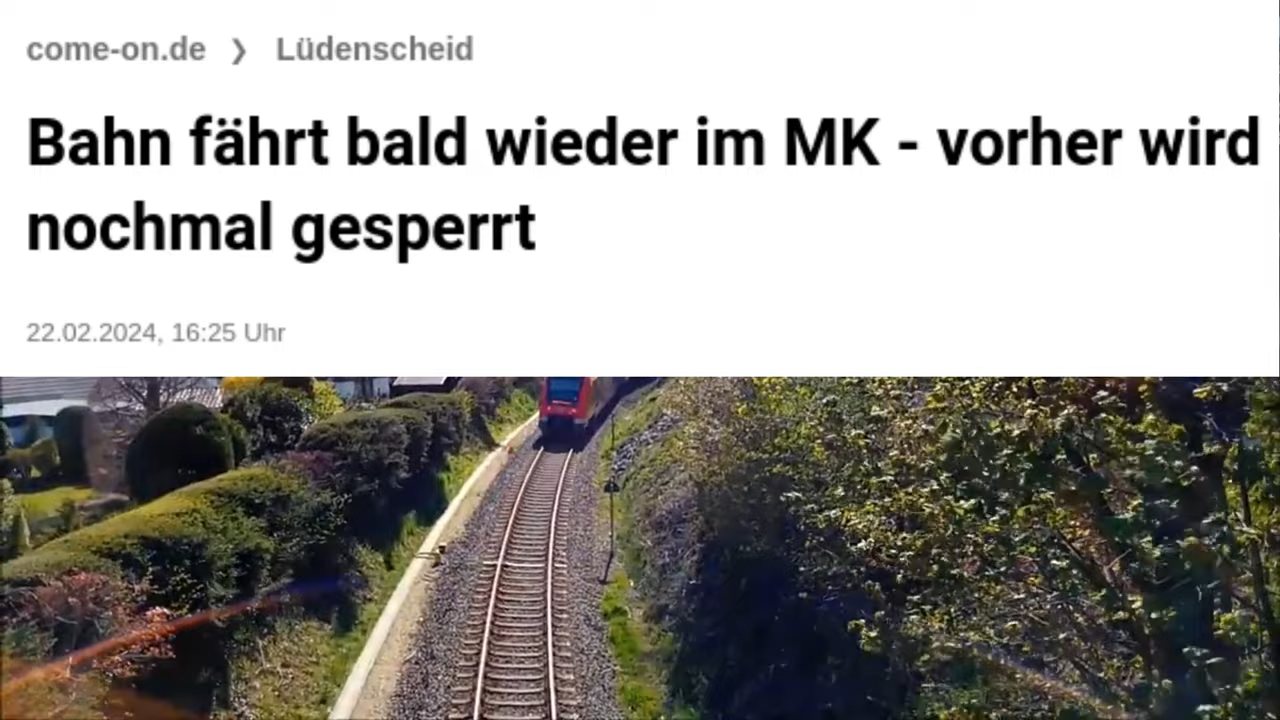 come-on.de ❯ Lüdenscheid
Bahn fährt bald wieder im MK - vorher wird
nochmal gesperrt
22.02.2024, 16:25 Uhr